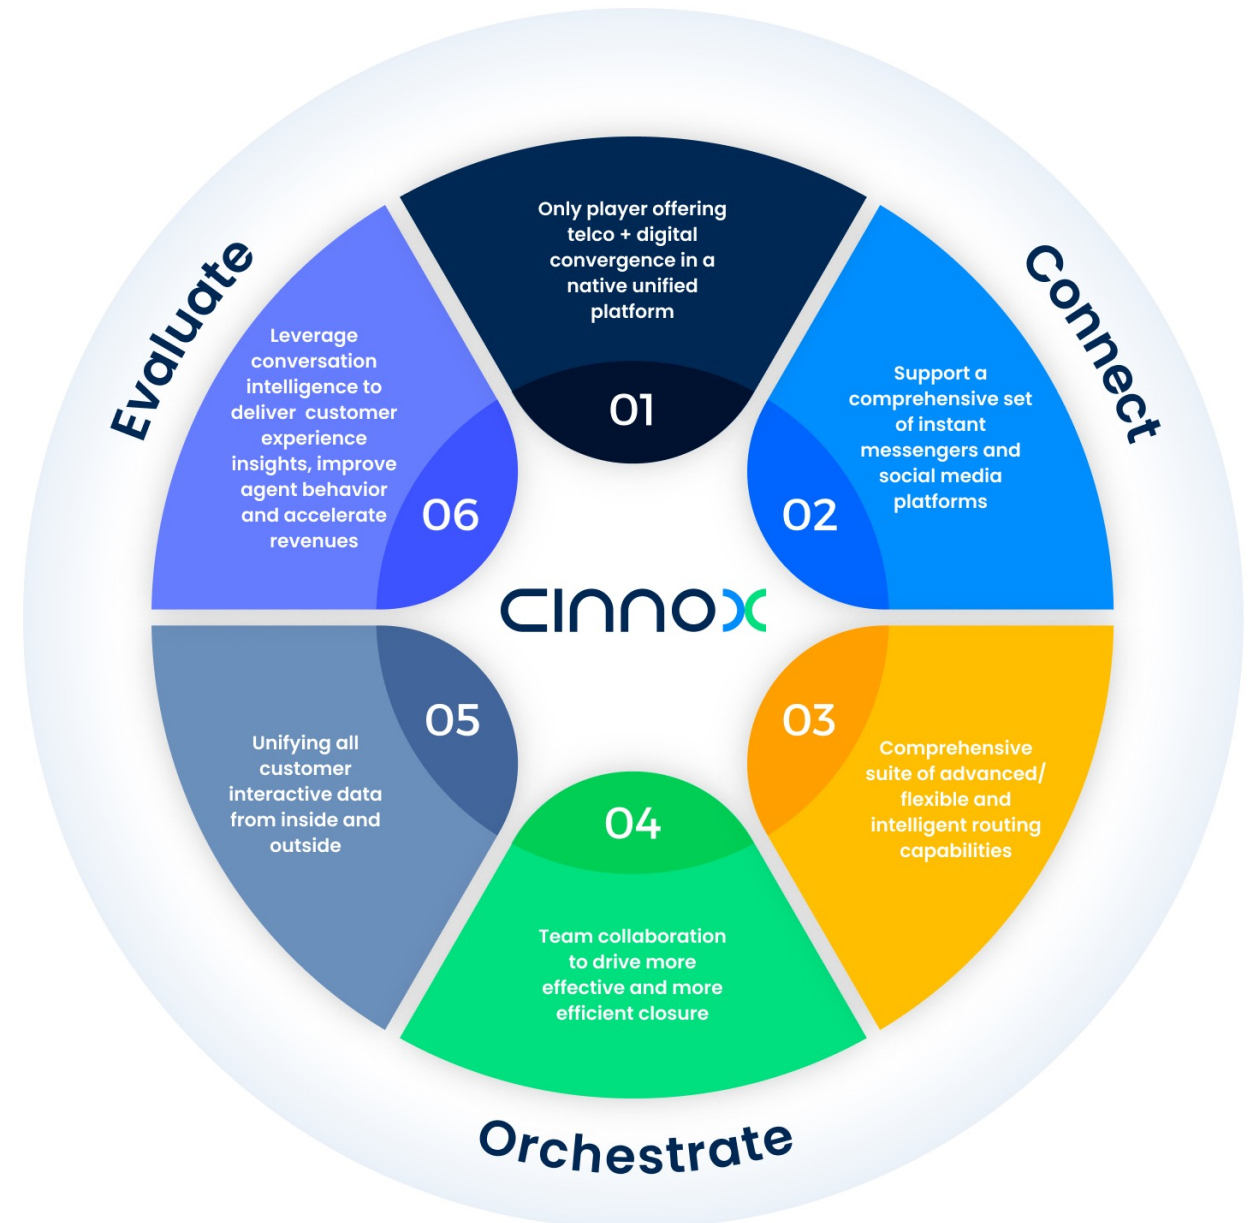 Only player offering
telco + digital
convergence in a
native unified
platform
01
Connect
Support a
comprehensive set
of instant
messengers and
social media
platforms
02
03
Comprehensive
suite of advanced/
flexible and
intelligent routing
capabilities
04
Team collaboration
to drive more
effective and more
efficient closure
Orchestrate
05
Unifying all
customer
interactive data
from inside and
outside
Evaluate
Leverage
conversation
intelligence to
deliver customer
experience
insights, improve
agent behavior
and accelerate
revenues
06
CINNOX